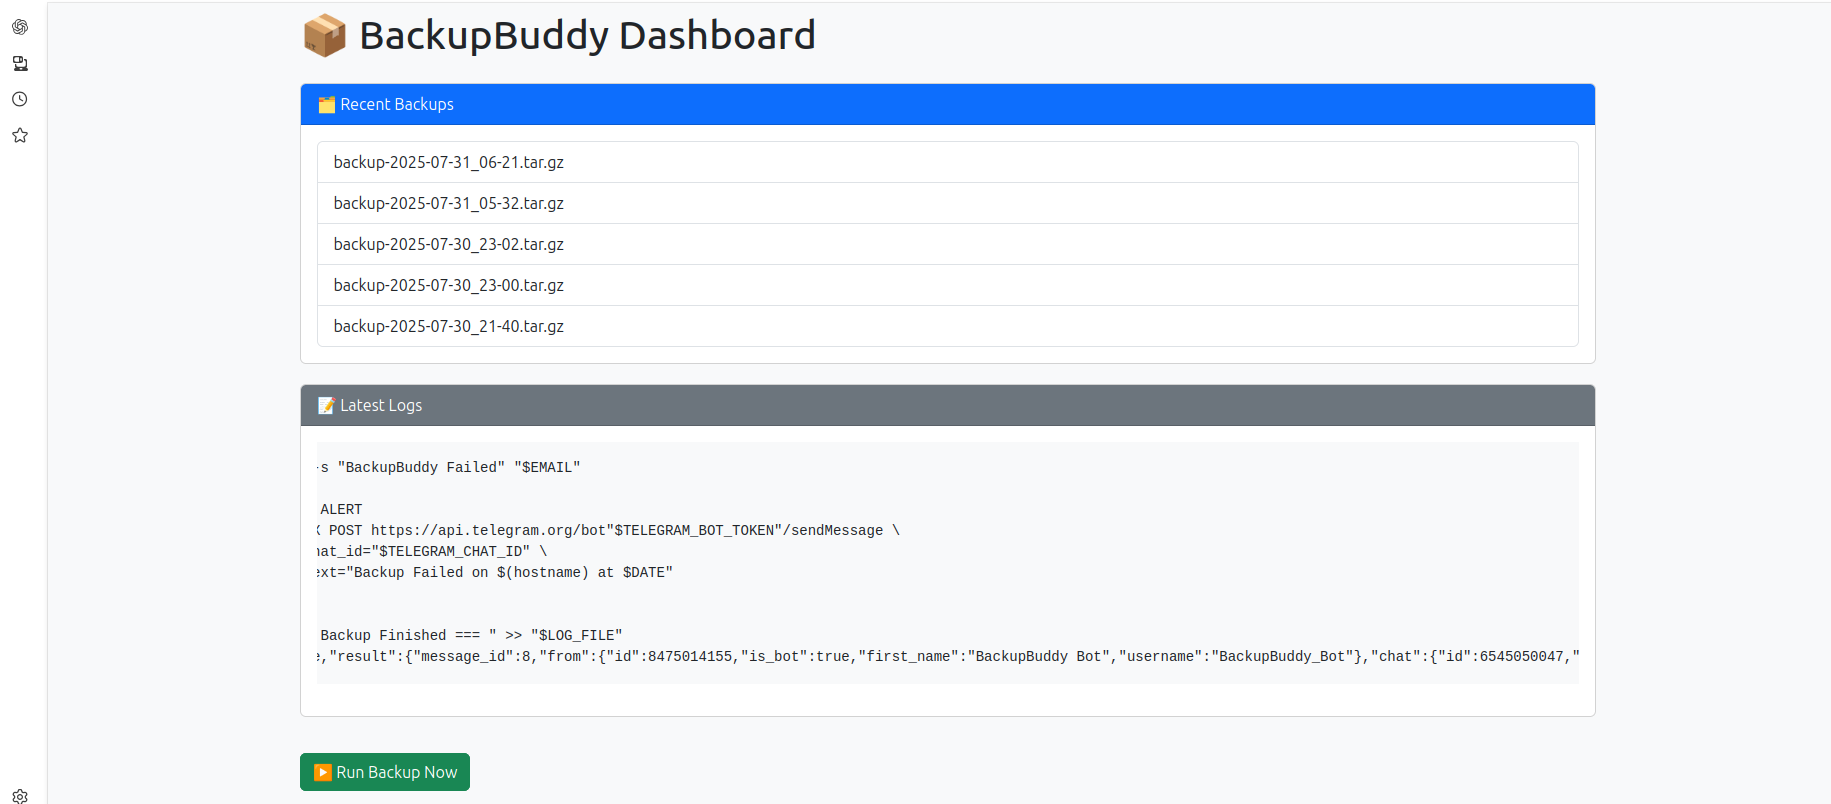 BackupBuddy Dashboard
Recent Backups
backup-2025-07-31_06-21.tar.gz
backup-2025-07-31_05-32.tar.gz
backup-2025-07-30_23-02.tar.gz
backup-2025-07-30_23-00.tar.gz
backup-2025-07-30_21-40.tar.gz
Latest Logs
-s "BackupBuddy Failed" "$EMAIL"
ALERT
X POST https://api.telegram.org/bot"$TELEGRAM_BOT_TOKEN"/sendMessage \
hat_id="$TELEGRAM_CHAT_ID" \
ext="Backup Failed on $(hostname) at $DATE"
Backup Finished === " >> "$LOG_FILE"
e,"result":{"message_id":8,"from":{"id":8475014155,"is_bot":true,"first_name":"BackupBuddy Bot","username":"BackupBuddy_Bot"},"chat":{"id":6545050047,"
Run Backup Now